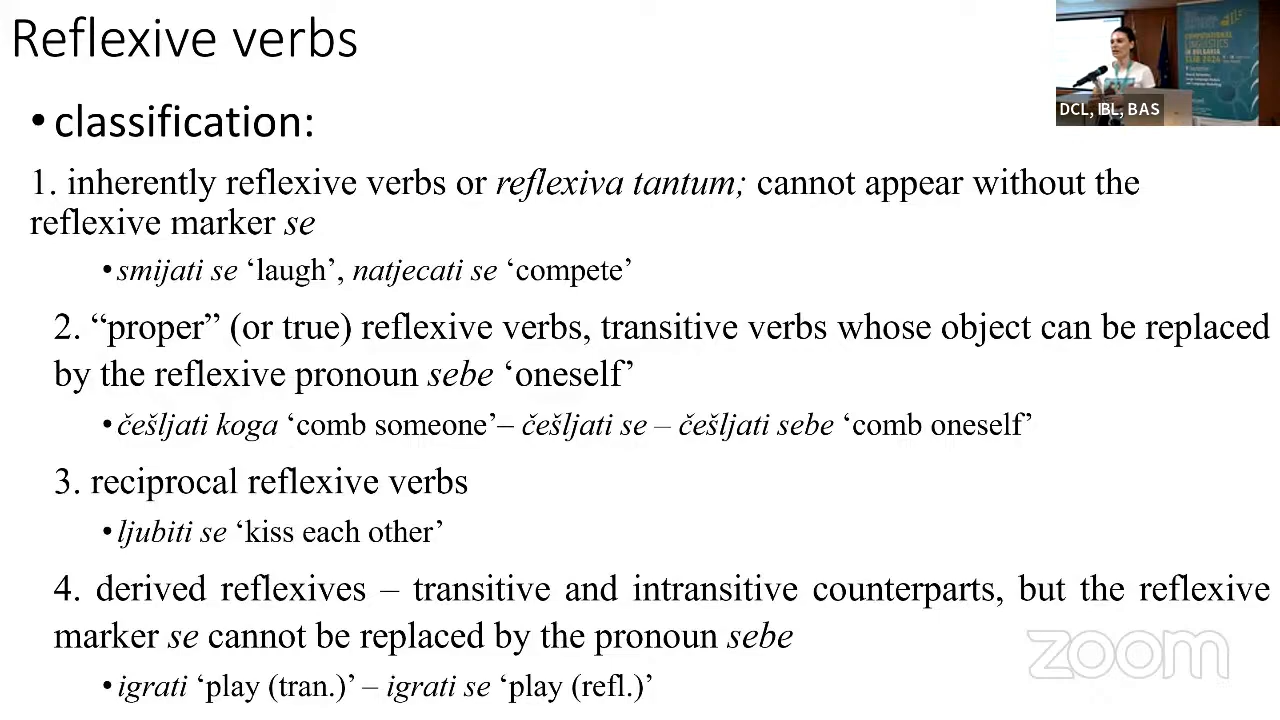 Reflexive verbs
• classification:
1. inherently reflexive verbs or reflexiva tantum; cannot appear without the
reflexive marker se
• smijati se ‘laugh’, natjecati se ‘compete’
2. “proper” (or true) reflexive verbs, transitive verbs whose object can be replaced
by the reflexive pronoun sebe ‘oneself’
• češljati koga ‘comb someone’– češljati se – češljati sebe ‘comb oneself’
3. reciprocal reflexive verbs
• ljubiti se ‘kiss each other’
4. derived reflexives – transitive and intransitive counterparts, but the reflexive
marker se cannot be replaced by the pronoun sebe
• igrati ‘play (tran.)’ – igrati se ‘play (refl.)’
DCL, IBL, BAS
COMPUTATIONAL
LINGUISTICS
IN BULGARIA
zoom